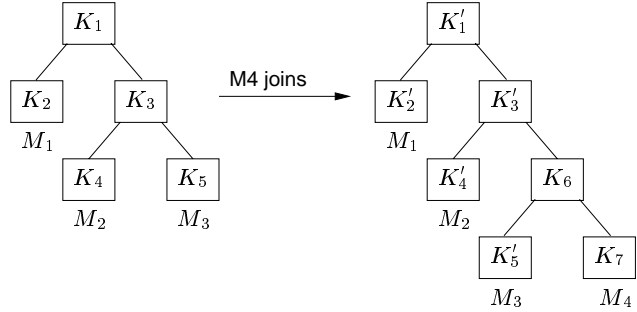 K₁ K′₁
M4 joins
K₂ K₃ K′₂ K′₃
M₁ M₁
K₄ K₅ K′₄ K₆
M₂ M₃ M₂
K′₅ K₇
M₃ M₄